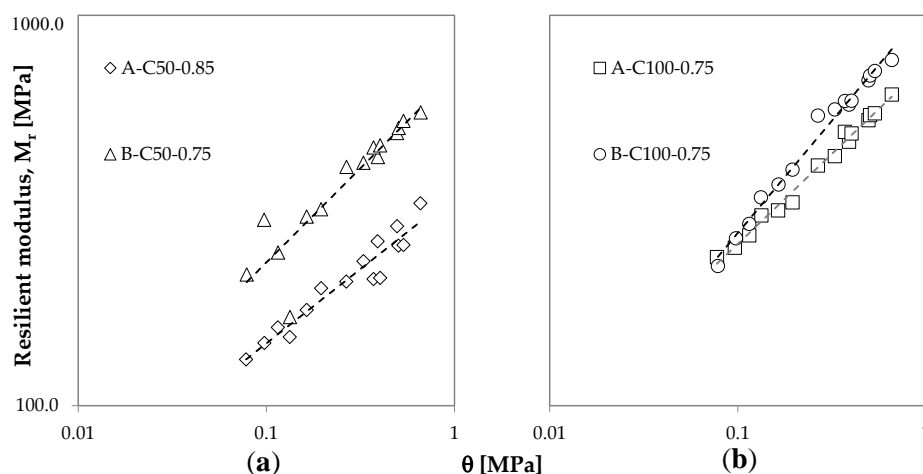 Resilient modulus, Mr [MPa]
1000.0
100.0
A-C50-0.85
B-C50-0.75
0.01
0.1
1
(a)
A-C100-0.75
B-C100-0.75
0.01
0.1
1
(b)
θ [MPa]